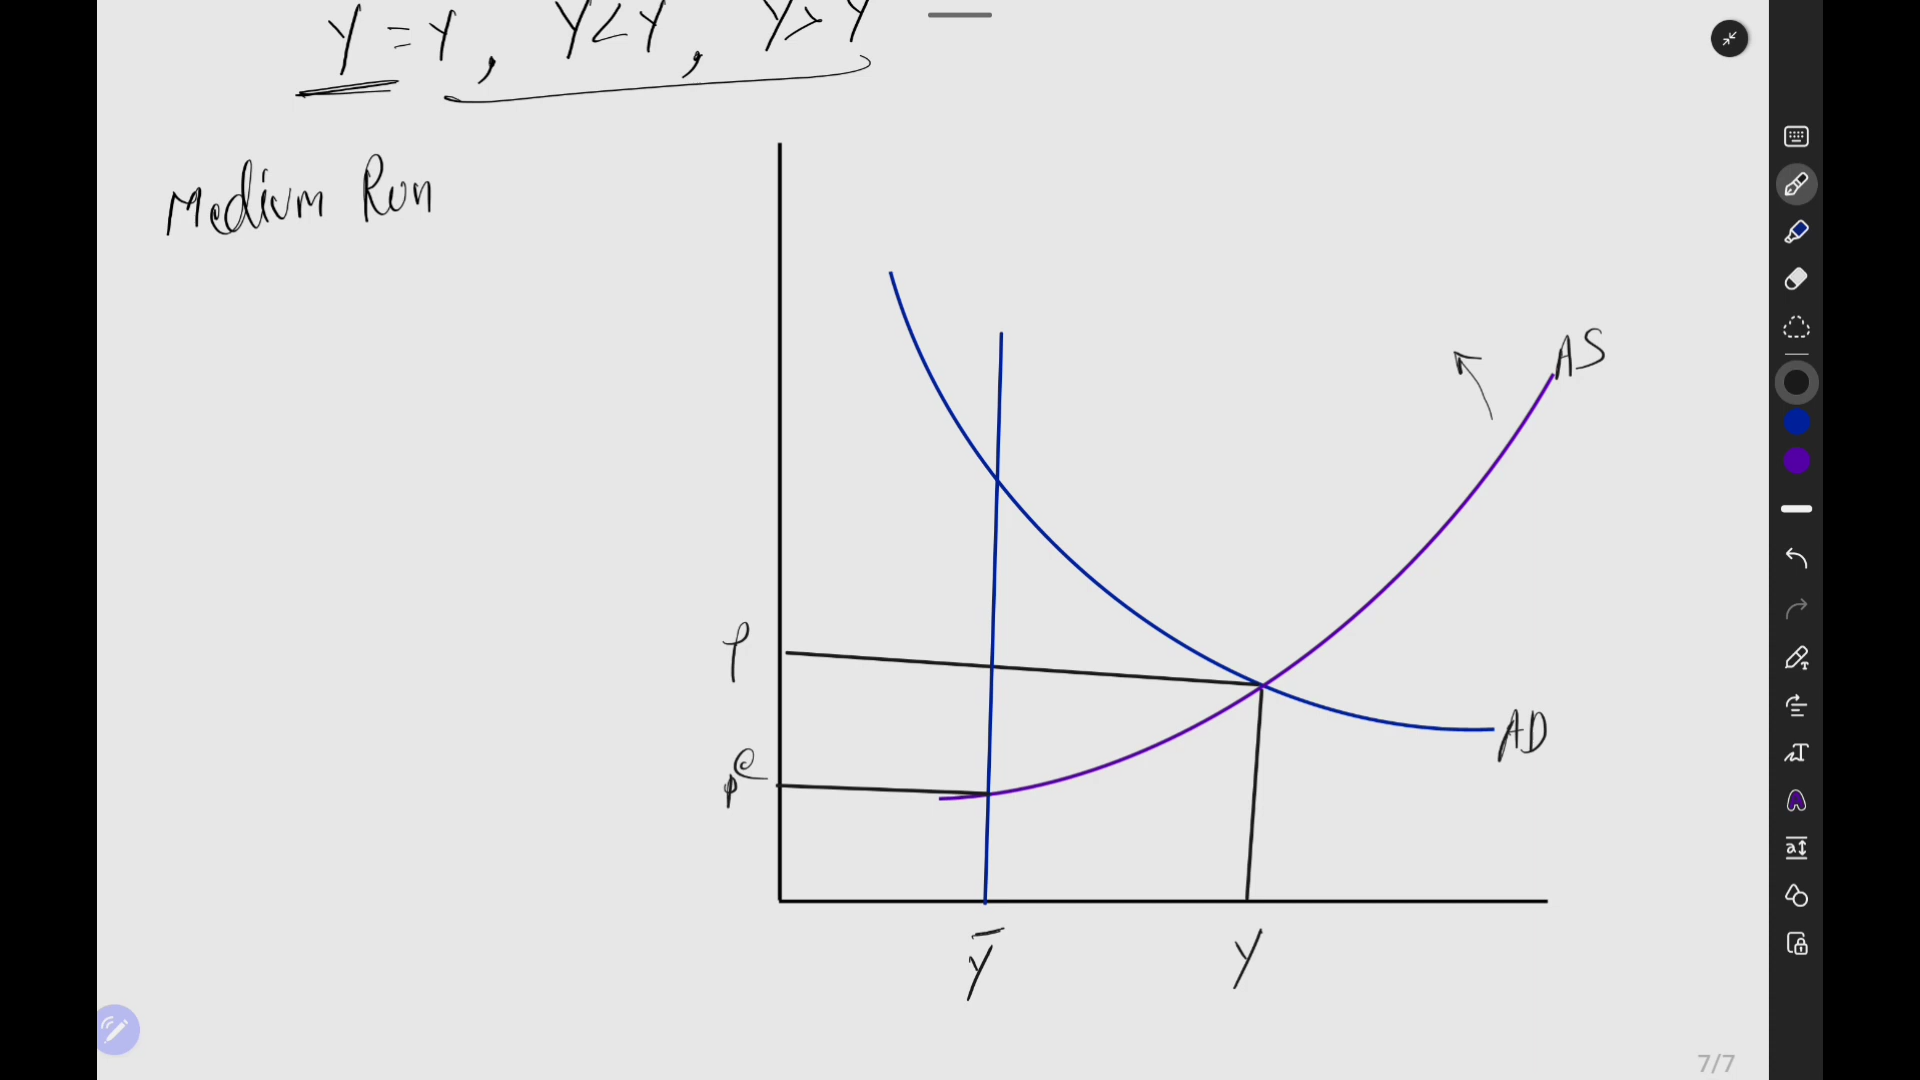 Y = Y , Y < Y , Y > Y
Medium Run
AS
P
AD
Pe
Ȳ
Y
7/7